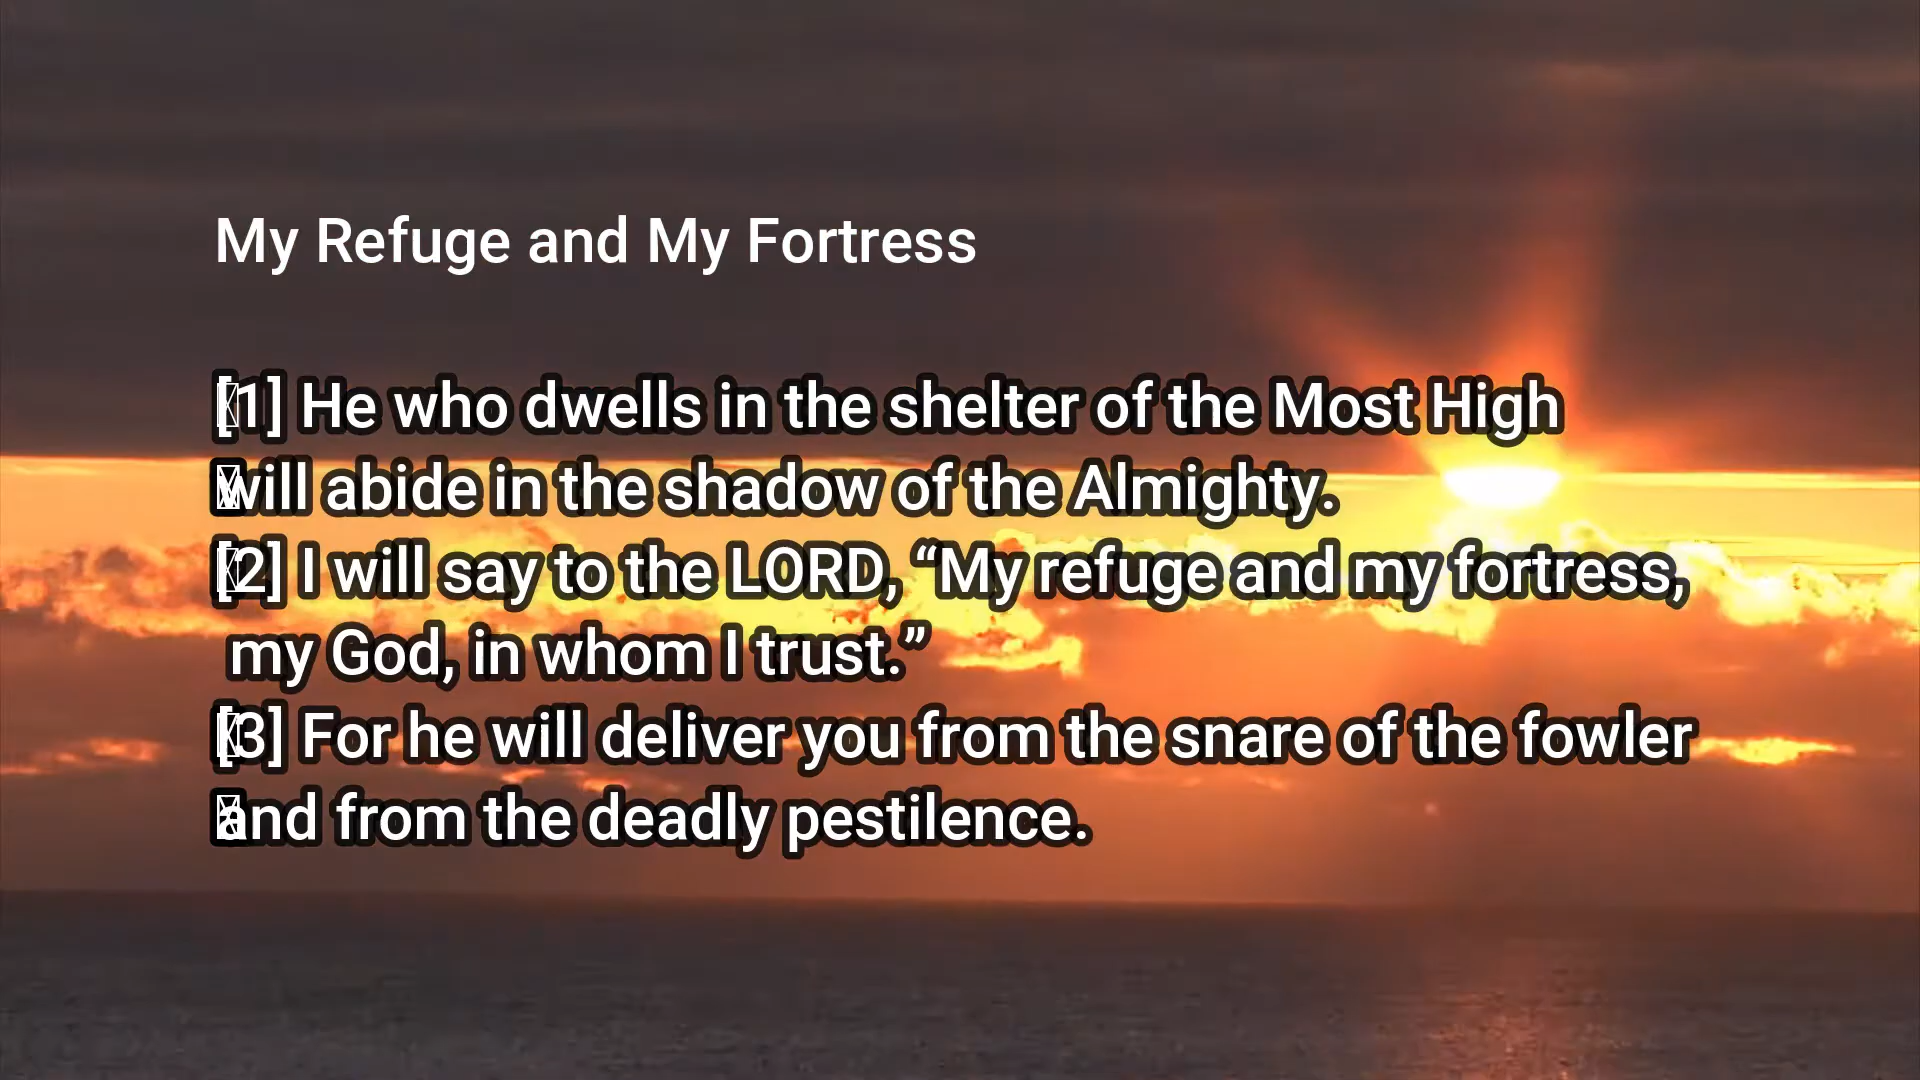 My Refuge and My Fortress
[1] He who dwells in the shelter of the Most High
will abide in the shadow of the Almighty.
[2] I will say to the LORD, “My refuge and my fortress,
my God, in whom I trust.”
[3] For he will deliver you from the snare of the fowler
and from the deadly pestilence.